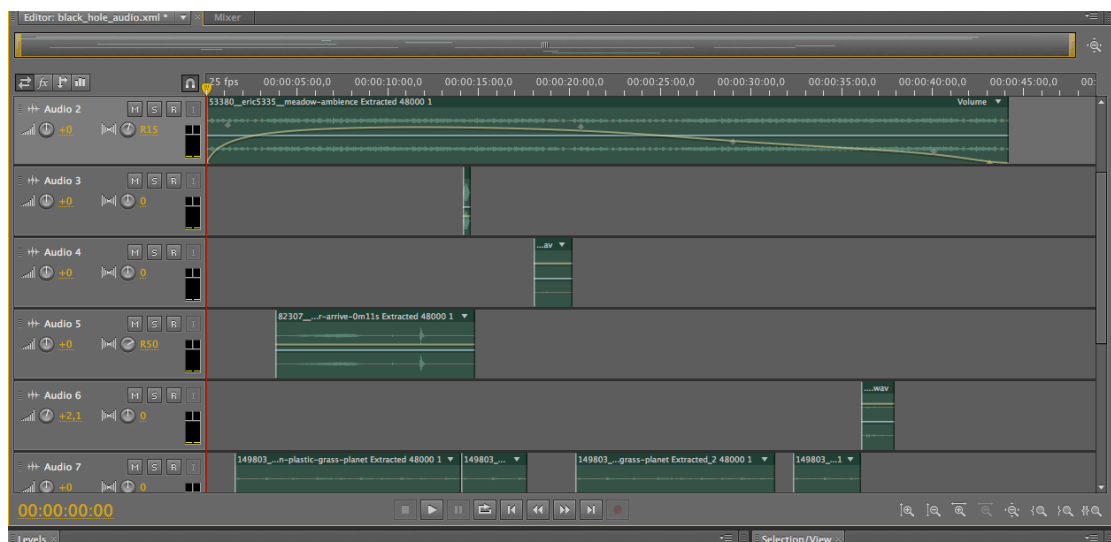 Editor: black_hole_audio.xml *
Mixer
fx
25 fps 00:00:05:00,0 00:00:10:00,0 00:00:15:00,0 00:00:20:00,0 00:00:25:00,0 00:00:30:00,0 00:00:35:00,0 00:00:40:00,0 00:00:45:00,0 00:
Audio 2 M S R I
+0 R15
53380__eric5335__meadow-ambience Extracted 48000 1 Volume
Audio 3 M S R I
+0 0
Audio 4 M S R I
+0 0
...av
Audio 5 M S R I
+0 R50
82307__...r-arrive-0m11s Extracted 48000 1
Audio 6 M S R I
+2,1 0
....wav
Audio 7 M S R I
+0 0
149803_...n-plastic-grass-planet Extracted 48000 1 149803_... 149803_...grass-planet Extracted_2 48000 1 149803_...1
00:00:00:00
Levels Selection/View